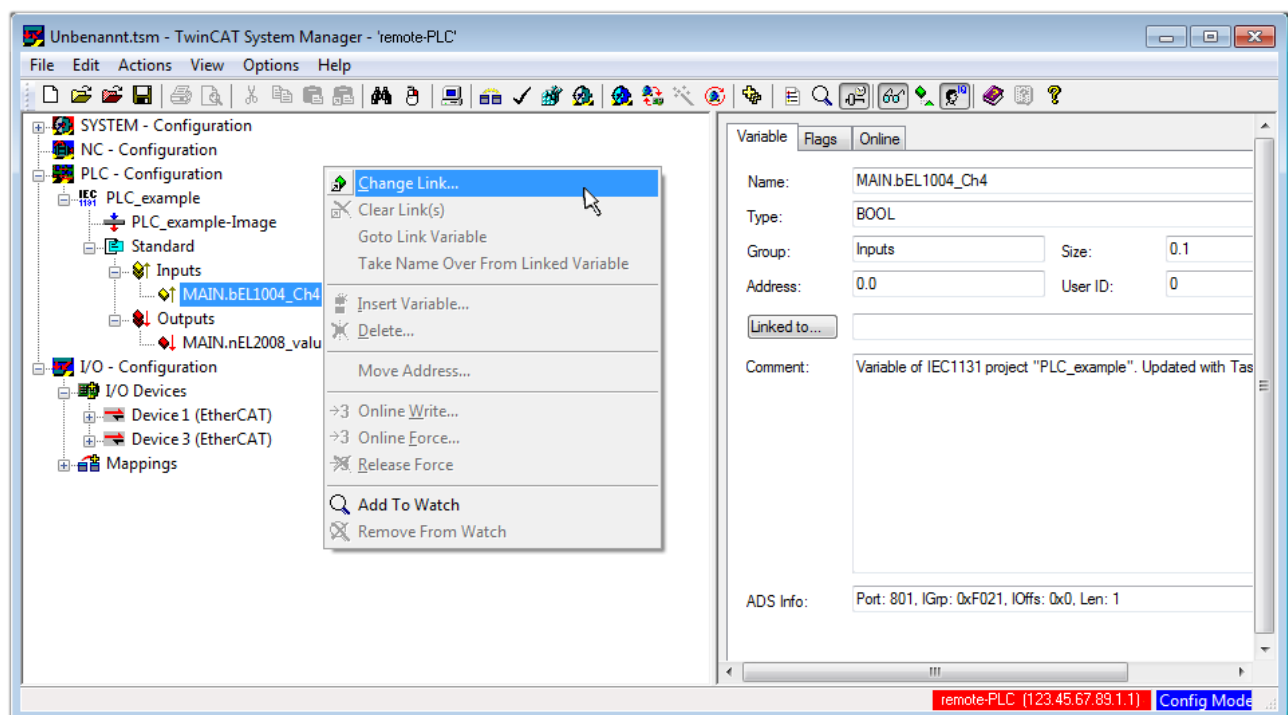 Unbenannt.tsm - TwinCAT System Manager - 'remote-PLC'
File Edit Actions View Options Help
SYSTEM - Configuration
NC - Configuration
PLC - Configuration
IEC 1131 PLC_example
PLC_example-Image
Standard
Inputs
MAIN.bEL1004_Ch4
Outputs
MAIN.nEL2008_valu
I/O - Configuration
I/O Devices
Device 1 (EtherCAT)
Device 3 (EtherCAT)
Mappings
Change Link...
Clear Link(s)
Goto Link Variable
Take Name Over From Linked Variable
Insert Variable...
Delete...
Move Address...
→3 Online Write...
→3 Online Force...
Release Force
Add To Watch
Remove From Watch
Variable Flags Online
Name: MAIN.bEL1004_Ch4
Type: BOOL
Group: Inputs Size: 0.1
Address: 0.0 User ID: 0
Linked to...
Comment: Variable of IEC1131 project "PLC_example". Updated with Tas
ADS Info: Port: 801, IGrp: 0xF021, IOffs: 0x0, Len: 1
remote-PLC (123.45.67.89.1.1) Config Mode